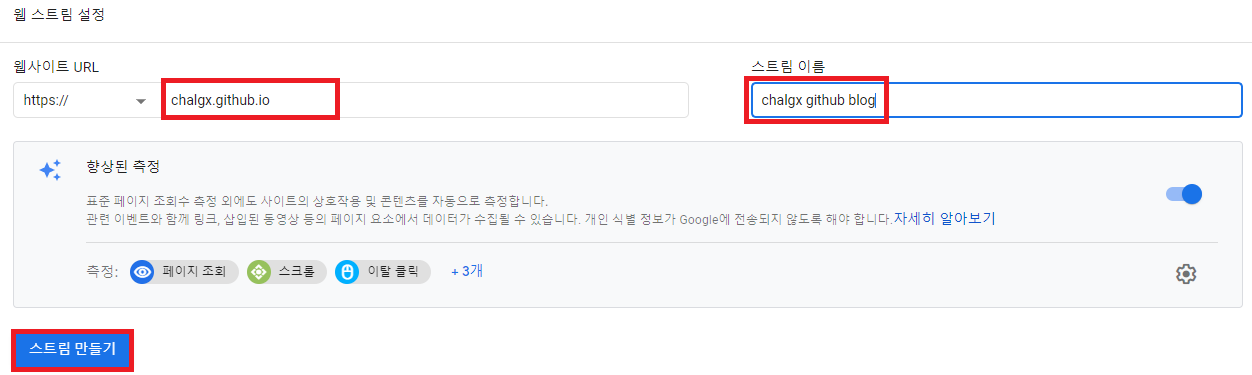 웹 스트림 설정
웹사이트 URL
스트림 이름
https://
chalgx.github.io
chalgx github blog
향상된 측정
표준 페이지 조회수 측정 외에도 사이트의 상호작용 및 콘텐츠를 자동으로 측정합니다.
관련 이벤트와 함께 링크, 삽입된 동영상 등의 페이지 요소에서 데이터가 수집될 수 있습니다. 개인 식별 정보가 Google에 전송되지 않도록 해야 합니다.자세히 알아보기
측정: 페이지 조회 스크롤 이탈 클릭 + 3개
스트림 만들기